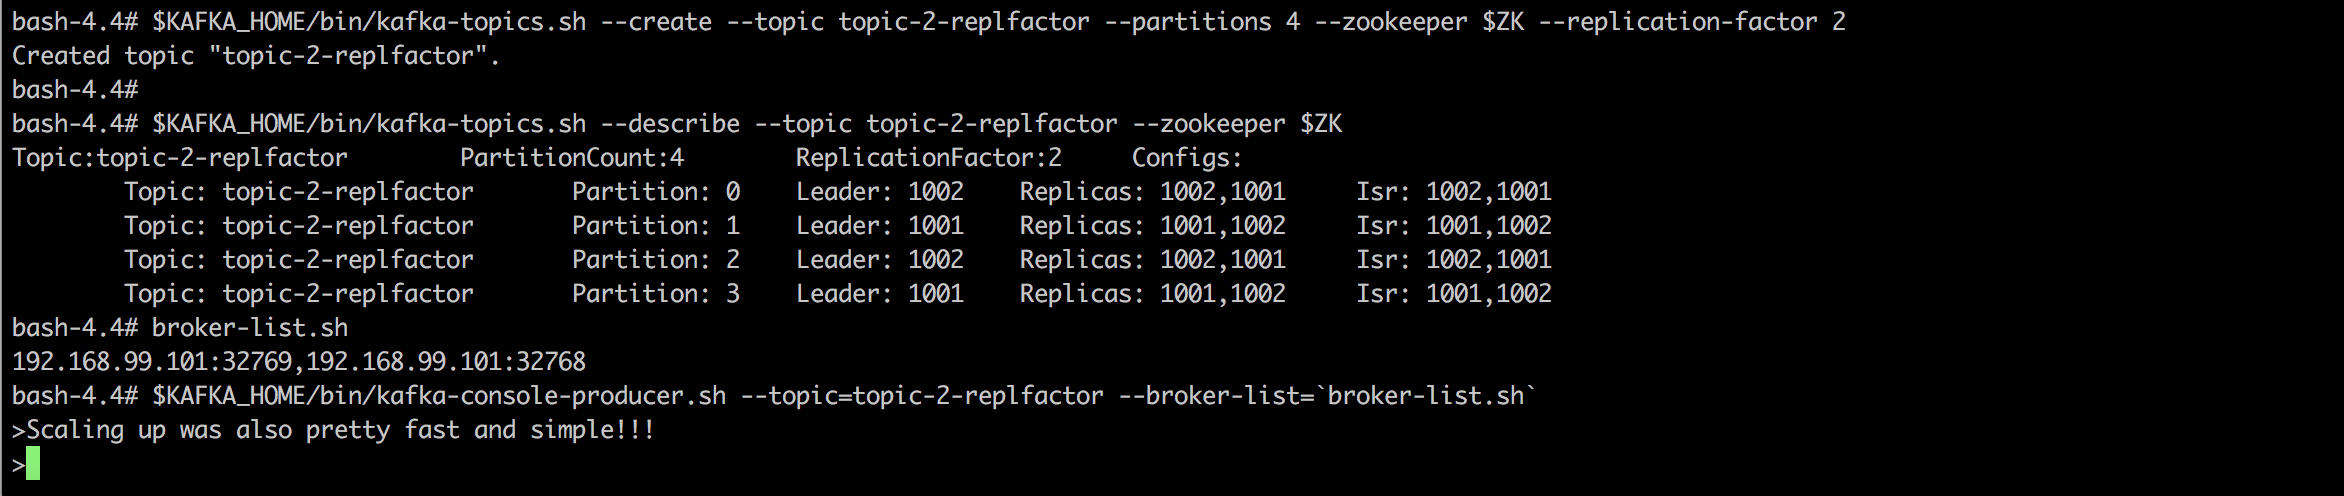 bash-4.4# $KAFKA_HOME/bin/kafka-topics.sh --create --topic topic-2-replfactor --partitions 4 --zookeeper $ZK --replication-factor 2
Created topic "topic-2-replfactor".
bash-4.4#
bash-4.4# $KAFKA_HOME/bin/kafka-topics.sh --describe --topic topic-2-replfactor --zookeeper $ZK
Topic:topic-2-replfactor        PartitionCount:4        ReplicationFactor:2     Configs:
        Topic: topic-2-replfactor       Partition: 0    Leader: 1002    Replicas: 1002,1001     Isr: 1002,1001
        Topic: topic-2-replfactor       Partition: 1    Leader: 1001    Replicas: 1001,1002     Isr: 1001,1002
        Topic: topic-2-replfactor       Partition: 2    Leader: 1002    Replicas: 1002,1001     Isr: 1002,1001
        Topic: topic-2-replfactor       Partition: 3    Leader: 1001    Replicas: 1001,1002     Isr: 1001,1002
bash-4.4# broker-list.sh
192.168.99.101:32769,192.168.99.101:32768
bash-4.4# $KAFKA_HOME/bin/kafka-console-producer.sh --topic=topic-2-replfactor --broker-list=`broker-list.sh`
>Scaling up was also pretty fast and simple!!!
>